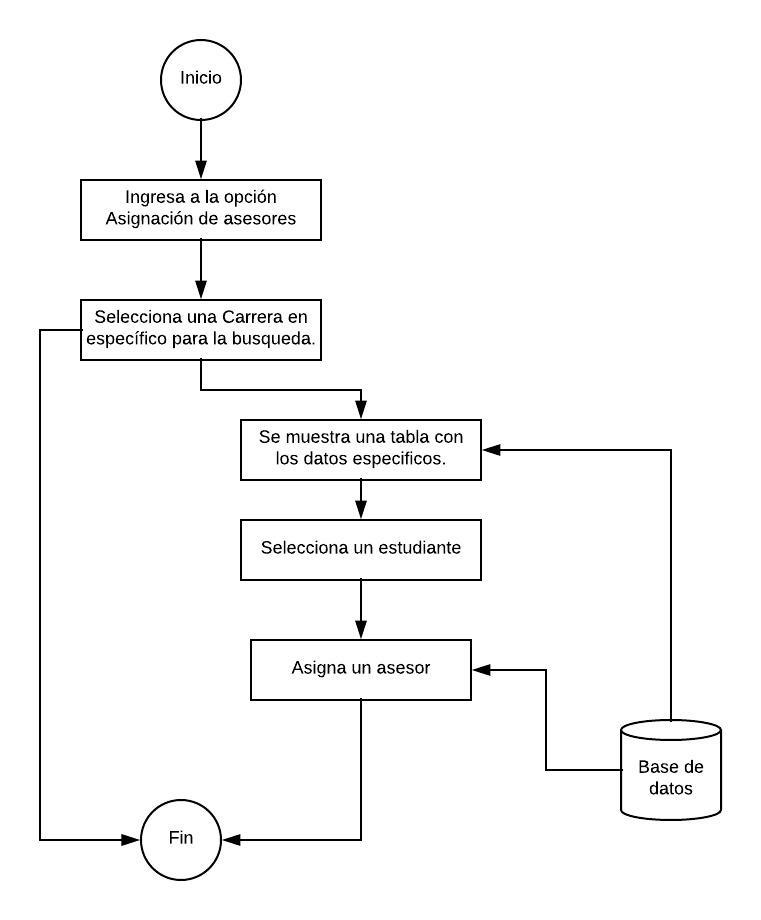 Inicio
Ingresa a la opción
Asignación de asesores
Selecciona una Carrera en
específico para la busqueda.
Se muestra una tabla con
los datos especificos.
Selecciona un estudiante
Asigna un asesor
Base de
datos
Fin